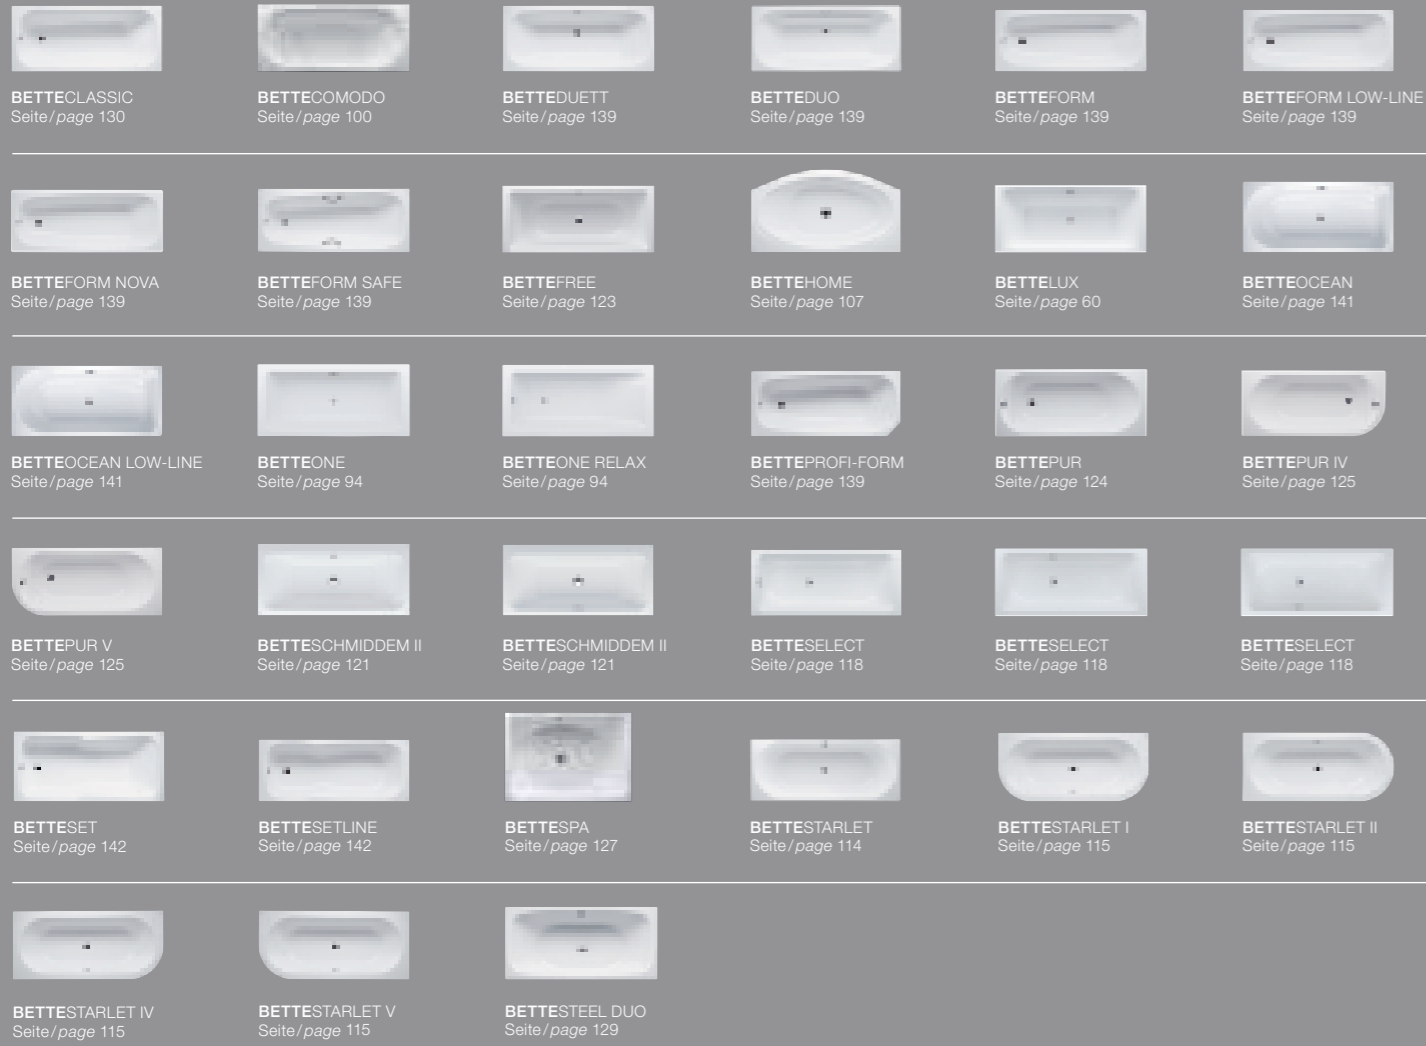 BETTECLASSIC
Seite/page 130
BETTECOMODO
Seite/page 100
BETTEDUETT
Seite/page 139
BETTEDUO
Seite/page 139
BETTEFORM
Seite/page 139
BETTEFORM LOW-LINE
Seite/page 139
BETTEFORM NOVA
Seite/page 139
BETTEFORM SAFE
Seite/page 139
BETTEFREE
Seite/page 123
BETTEHOME
Seite/page 107
BETTELUX
Seite/page 60
BETTEOCEAN
Seite/page 141
BETTEOCEAN LOW-LINE
Seite/page 141
BETTEONE
Seite/page 94
BETTEONE RELAX
Seite/page 94
BETTEPROFI-FORM
Seite/page 139
BETTEPUR
Seite/page 124
BETTEPUR IV
Seite/page 125
BETTEPUR V
Seite/page 125
BETTESCHMIDDEM II
Seite/page 121
BETTESCHMIDDEM II
Seite/page 121
BETTESELECT
Seite/page 118
BETTESELECT
Seite/page 118
BETTESELECT
Seite/page 118
BETTESET
Seite/page 142
BETTESETLINE
Seite/page 142
BETTESPA
Seite/page 127
BETTESTARLET
Seite/page 114
BETTESTARLET I
Seite/page 115
BETTESTARLET II
Seite/page 115
BETTESTARLET IV
Seite/page 115
BETTESTARLET V
Seite/page 115
BETTESTEEL DUO
Seite/page 129